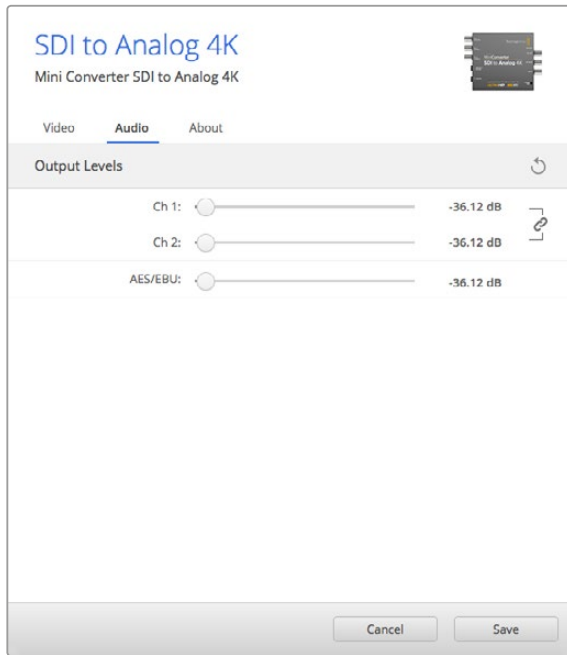 SDI to Analog 4K
Mini Converter SDI to Analog 4K
Video Audio About
Output Levels
Ch 1: -36.12 dB
Ch 2: -36.12 dB
AES/EBU: -36.12 dB
Cancel Save